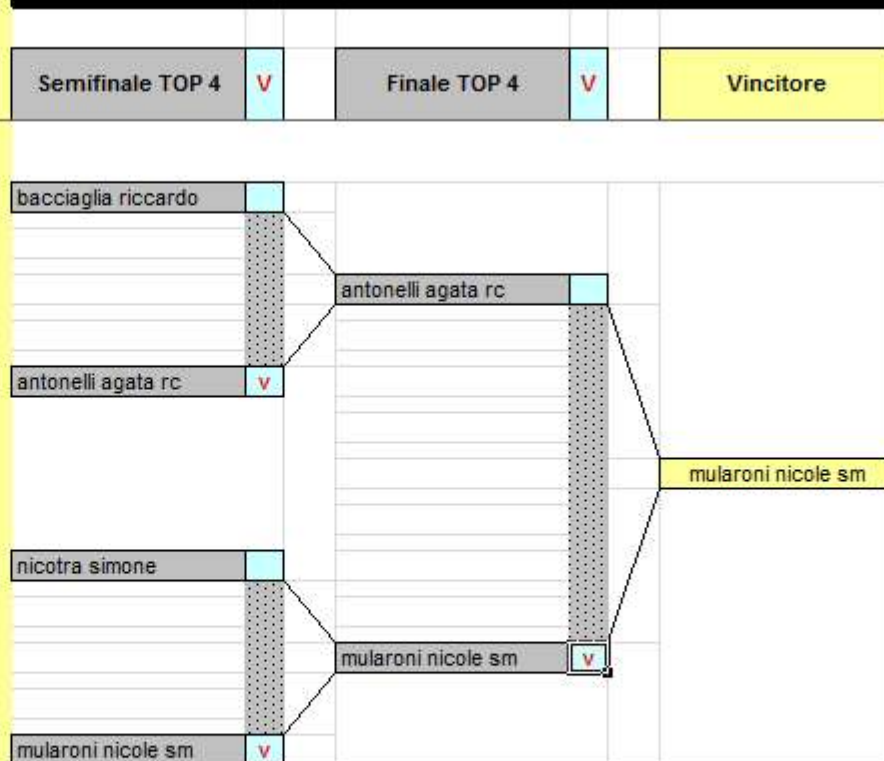 Semifinale TOP 4 V Finale TOP 4 V Vincitore
bacciaglia riccardo
antonelli agata rc
antonelli agata rc v
mularoni nicole sm
nicotra simone
mularoni nicole sm v
mularoni nicole sm v